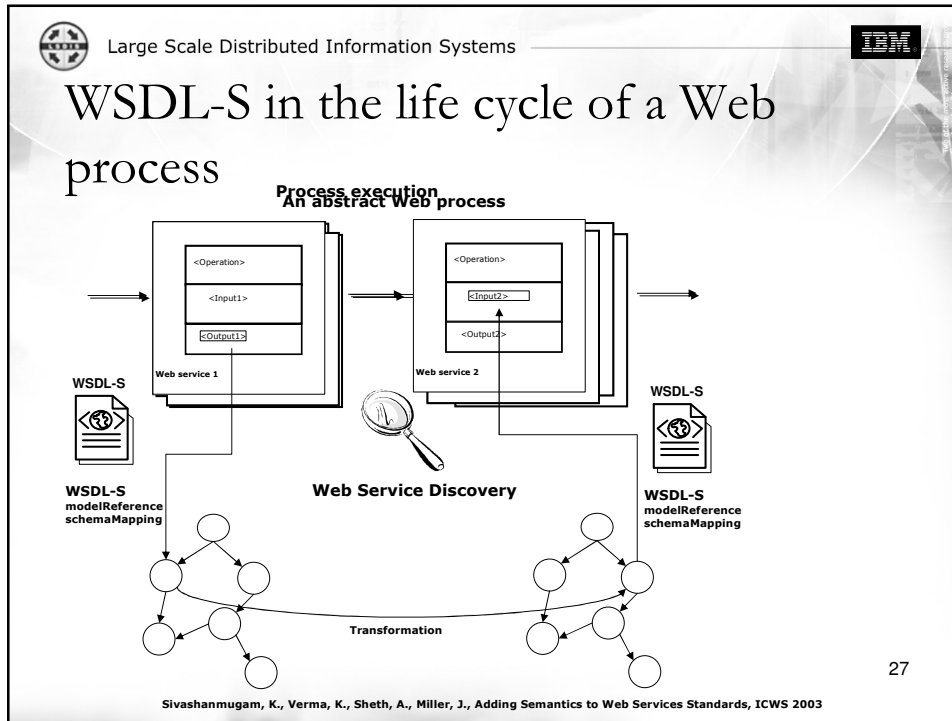 LSDIS
Large Scale Distributed Information Systems
IBM
WSDL-S in the life cycle of a Web
process
Process execution
An abstract Web process
<Operation>
<Input1>
<Output1>
Web service 1
<Operation>
<Input2>
<Output2>
Web service 2
WSDL-S
WSDL-S
modelReference
schemaMapping
Web Service Discovery
WSDL-S
WSDL-S
modelReference
schemaMapping
Transformation
27
Sivashanmugam, K., Verma, K., Sheth, A., Miller, J., Adding Semantics to Web Services Standards, ICWS 2003